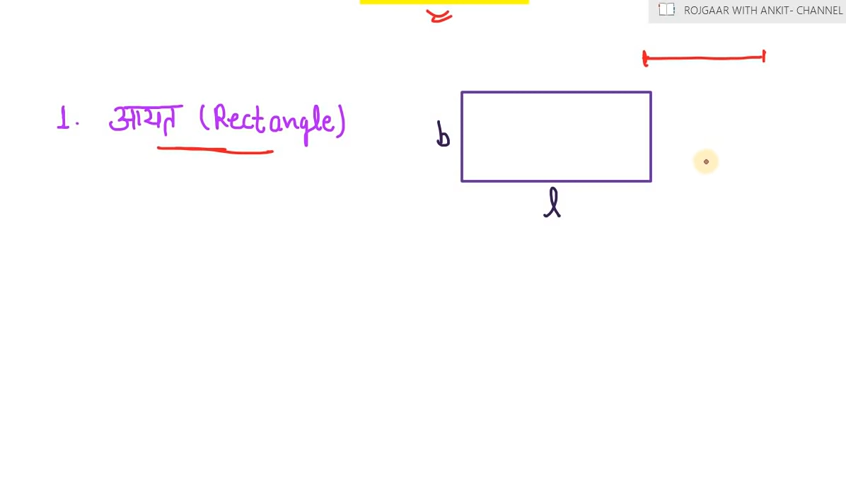 ROJGAAR WITH ANKIT- CHANNEL
1. आयत (Rectangle)
b
l